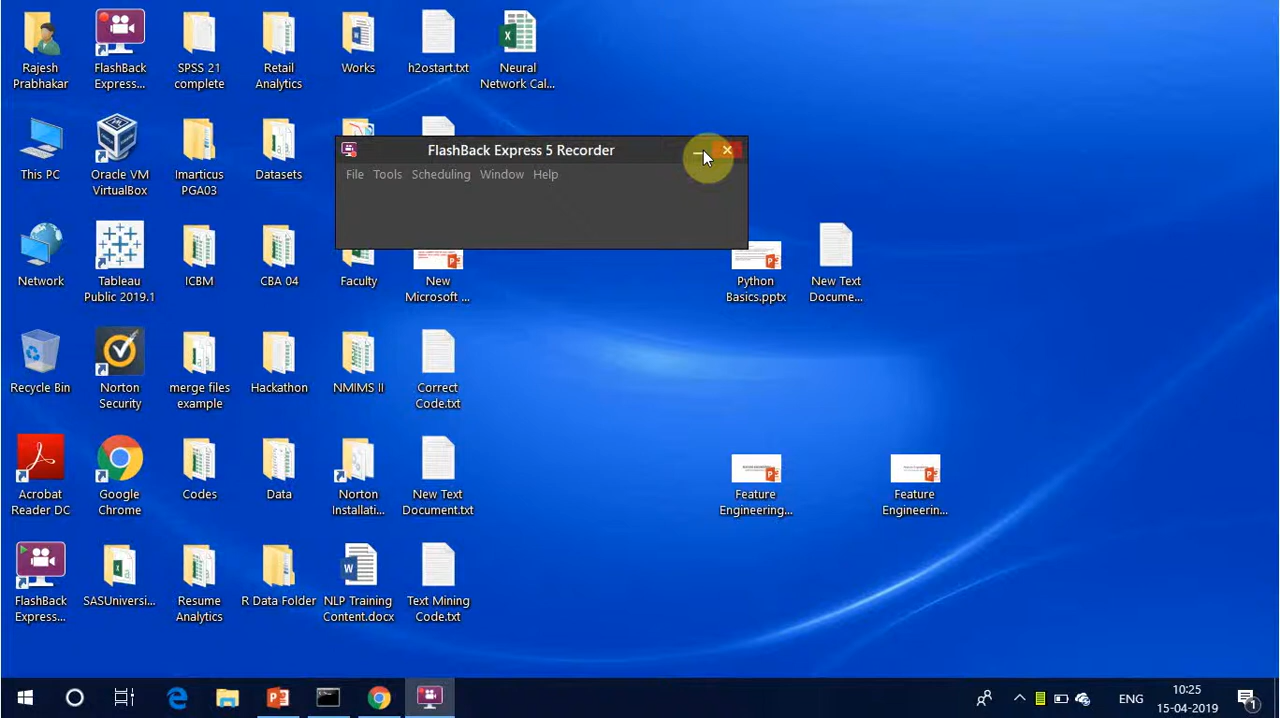 Rajesh
Prabhakar
FlashBack
Express...
SPSS 21
complete
Retail
Analytics
Works
h2ostart.txt
Neural
Network Cal...
This PC
Oracle VM
VirtualBox
Imarticus
PGA03
Datasets
FlashBack Express 5 Recorder
File Tools Scheduling Window Help
Network
Tableau
Public 2019.1
ICBM
CBA 04
Faculty
New
Microsoft ...
Python
Basics.pptx
New Text
Docume...
Recycle Bin
Norton
Security
merge files
example
Hackathon
NMIMS II
Correct
Code.txt
Acrobat
Reader DC
Google
Chrome
Codes
Data
Norton
Installati...
New Text
Document.txt
Feature
Engineering...
Feature
Engineerin...
FlashBack
Express...
SASUniversi...
Resume
Analytics
R Data Folder
NLP Training
Content.docx
Text Mining
Code.txt
ENG
10:25
15-04-2019
1